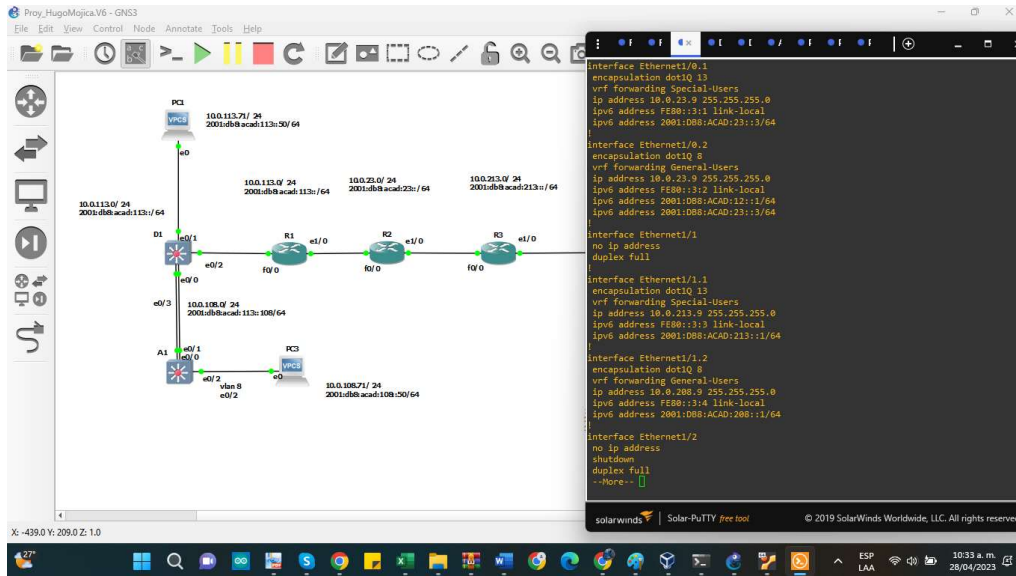 Proy_HugoMojica.V6 - GNS3
File Edit View Control Node Annotate Tools Help
PC1
VPCS
10.0.113.71/ 24
2001:db8:acad:113::50/64
e0
10.0.113.0/ 24
2001:db8:acad:113::/64
10.0.23.0/ 24
2001:db8:acad:23::/64
10.0.213.0/ 24
2001:db8:acad:213::/64
10.0.113.0/ 24
2001:db8:acad:113::/64
D1
e0/1
R1
e1/0
R2
e1/0
R3
e1/0
e0/2
f0/0
f0/0
f0/0
e0/0
e0/3
10.0.108.0/ 24
2001:db8:acad:113::108/64
A1
e0/1
e0/0
PC3
VPCS
e0/2
e0
vlan 8
e0/2
10.0.108.71/ 24
2001:db8:acad:108::50/64
X: -439.0 Y: 209.0 Z: 1.0
interface Ethernet1/0.1
encapsulation dot1Q 13
vrf forwarding Special-Users
ip address 10.0.23.9 255.255.255.0
ipv6 address FE80::3:1 link-local
ipv6 address 2001:DB8:ACAD:23::3/64
!
interface Ethernet1/0.2
encapsulation dot1Q 8
vrf forwarding General-Users
ip address 10.0.23.9 255.255.255.0
ipv6 address FE80::3:2 link-local
ipv6 address 2001:DB8:ACAD:12::1/64
ipv6 address 2001:DB8:ACAD:23::3/64
!
interface Ethernet1/1
no ip address
duplex full
!
interface Ethernet1/1.1
encapsulation dot1Q 13
vrf forwarding Special-Users
ip address 10.0.213.9 255.255.255.0
ipv6 address FE80::3:3 link-local
ipv6 address 2001:DB8:ACAD:213::1/64
!
interface Ethernet1/1.2
encapsulation dot1Q 8
vrf forwarding General-Users
ip address 10.0.208.9 255.255.255.0
ipv6 address FE80::3:4 link-local
ipv6 address 2001:DB8:ACAD:208::1/64
!
interface Ethernet1/2
no ip address
shutdown
duplex full
--More--
solarwinds Solar-PuTTY free tool © 2019 SolarWinds Worldwide, LLC. All rights reserve
27°
ESP
LAA
10:33 a. m.
28/04/2023